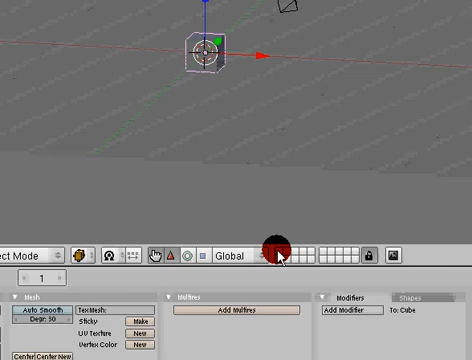 ect Mode
Global
1
Mesh
Multires
Modifiers
Shapes
Auto Smooth
TexMesh:
Add Multires
Add Modifier
To: Cube
Degr: 30
Sticky
Make
UV Texture
New
Vertex Color
New
Center
Center New